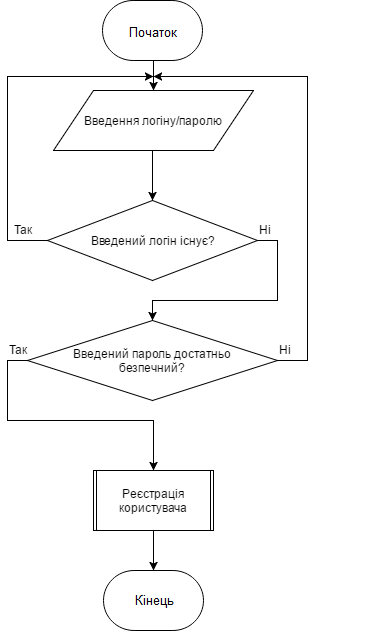 Початок
Введення логіну/паролю
Так
Ні
Введений логін існує?
Так
Ні
Введений пароль достатньо
безпечний?
Реєстрація
користувача
Кінець